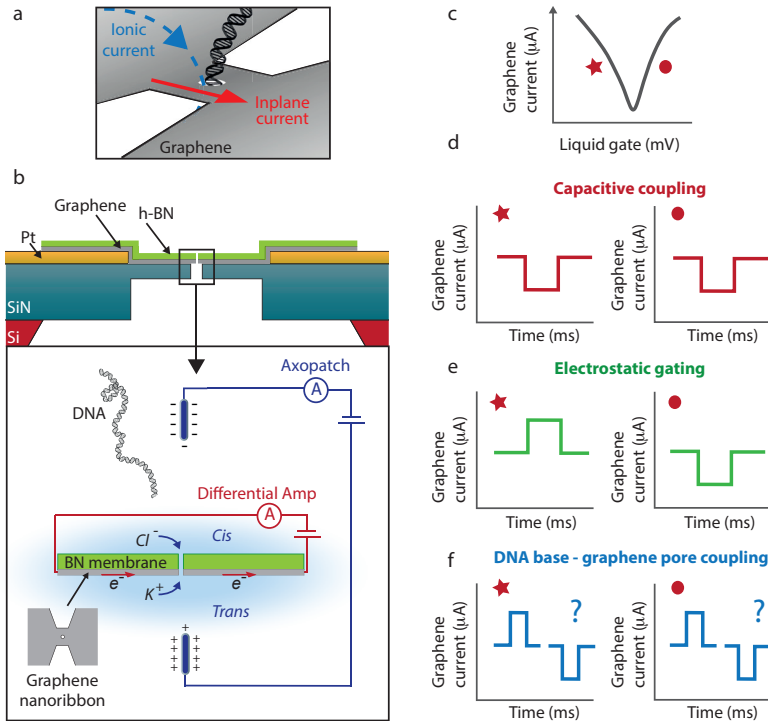 a
Ionic
current
Inplane
current
Graphene
b
Graphene
h-BN
Pt
SiN
Si
Axopatch
A
DNA
Differential Amp
A
Cl-
Cis
BN membrane
e-
e-
K+
Trans
Graphene
nanoribbon
c
Graphene
current (μA)
Liquid gate (mV)
d
Capacitive coupling
Graphene
current (μA)
Time (ms)
Graphene
current (μA)
Time (ms)
e
Electrostatic gating
Graphene
current (μA)
Time (ms)
Graphene
current (μA)
Time (ms)
f
DNA base - graphene pore coupling
Graphene
current (μA)
?
Time (ms)
Graphene
current (μA)
?
Time (ms)